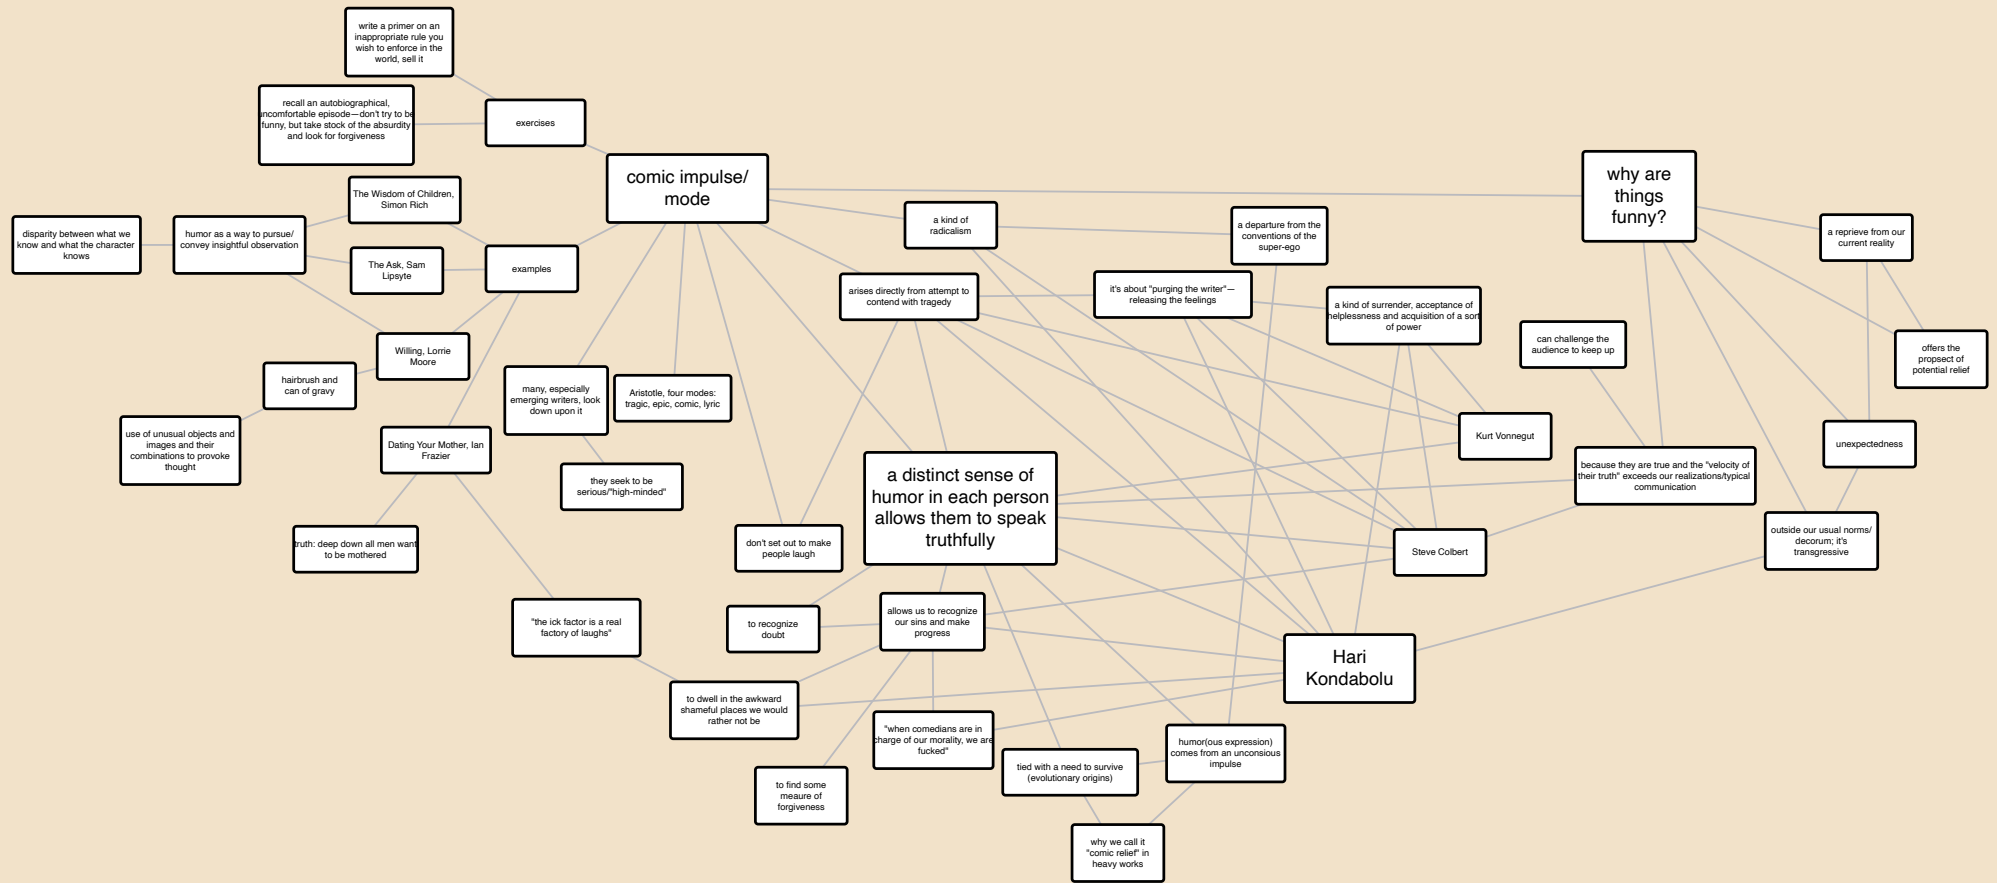 write a primer on an
inappropriate rule you
wish to enforce in the
world, sell it
recall an autobiographical,
uncomfortable episode—don't try to be
funny, but take stock of the absurdity
and look for forgiveness
exercises
comic impulse/
mode
why are
things
funny?
The Wisdom of Children,
Simon Rich
disparity between what we
know and what the character
knows
humor as a way to pursue/
convey insightful observation
The Ask, Sam
Lipsyte
examples
a kind of
radicalism
a departure from the
conventions of the
super-ego
a reprieve from our
current reality
arises directly from attempt to
contend with tragedy
it's about "purging the writer"—
releasing the feelings
a kind of surrender, acceptance of
helplessness and acquisition of a sort
of power
can challenge the
audience to keep up
offers the
propsect of
potential relief
Willing, Lorrie
Moore
hairbrush and
can of gravy
many, especially
emerging writers, look
down upon it
Aristotle, four modes:
tragic, epic, comic, lyric
use of unusual objects and
images and their
combinations to provoke
thought
Dating Your Mother, Ian
Frazier
Kurt Vonnegut
unexpectedness
they seek to be
serious/"high-minded"
a distinct sense of
humor in each person
allows them to speak
truthfully
because they are true and the "velocity of
their truth" exceeds our realizations/typical
communication
truth: deep down all men want
to be mothered
don't set out to make
people laugh
Steve Colbert
outside our usual norms/
decorum; it's
transgressive
"the ick factor is a real
factory of laughs"
to recognize
doubt
allows us to recognize
our sins and make
progress
Hari
Kondabolu
to dwell in the awkward
shameful places we would
rather not be
"when comedians are in
charge of our morality, we are
fucked"
tied with a need to survive
(evolutionary origins)
humor(ous expression)
comes from an unconsious
impulse
to find some
meaure of
forgiveness
why we call it
"comic relief" in
heavy works